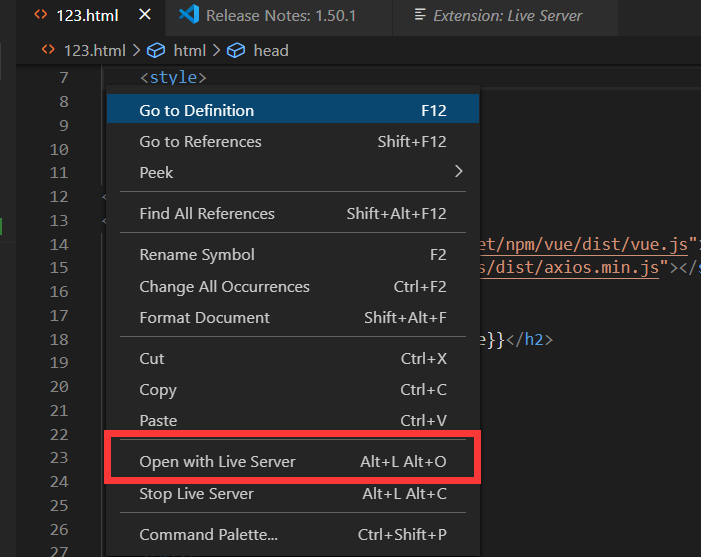 123.html
Release Notes: 1.50.1
Extension: Live Server
123.html > html > head
7 <style>
8
Go to Definition F12
9
Go to References Shift+F12
10
Peek >
11
12 <
Find All References Shift+Alt+F12
13 <
14 et/npm/vue/dist/vue.js">
Rename Symbol F2
15 s/dist/axios.min.js"></s
Change All Occurrences Ctrl+F2
16
17
Format Document Shift+Alt+F
18 e}}</h2>
19
Cut Ctrl+X
20
Copy Ctrl+C
21
Paste Ctrl+V
22
23
Open with Live Server Alt+L Alt+O
24
Stop Live Server Alt+L Alt+C
25
26
Command Palette... Ctrl+Shift+P
27